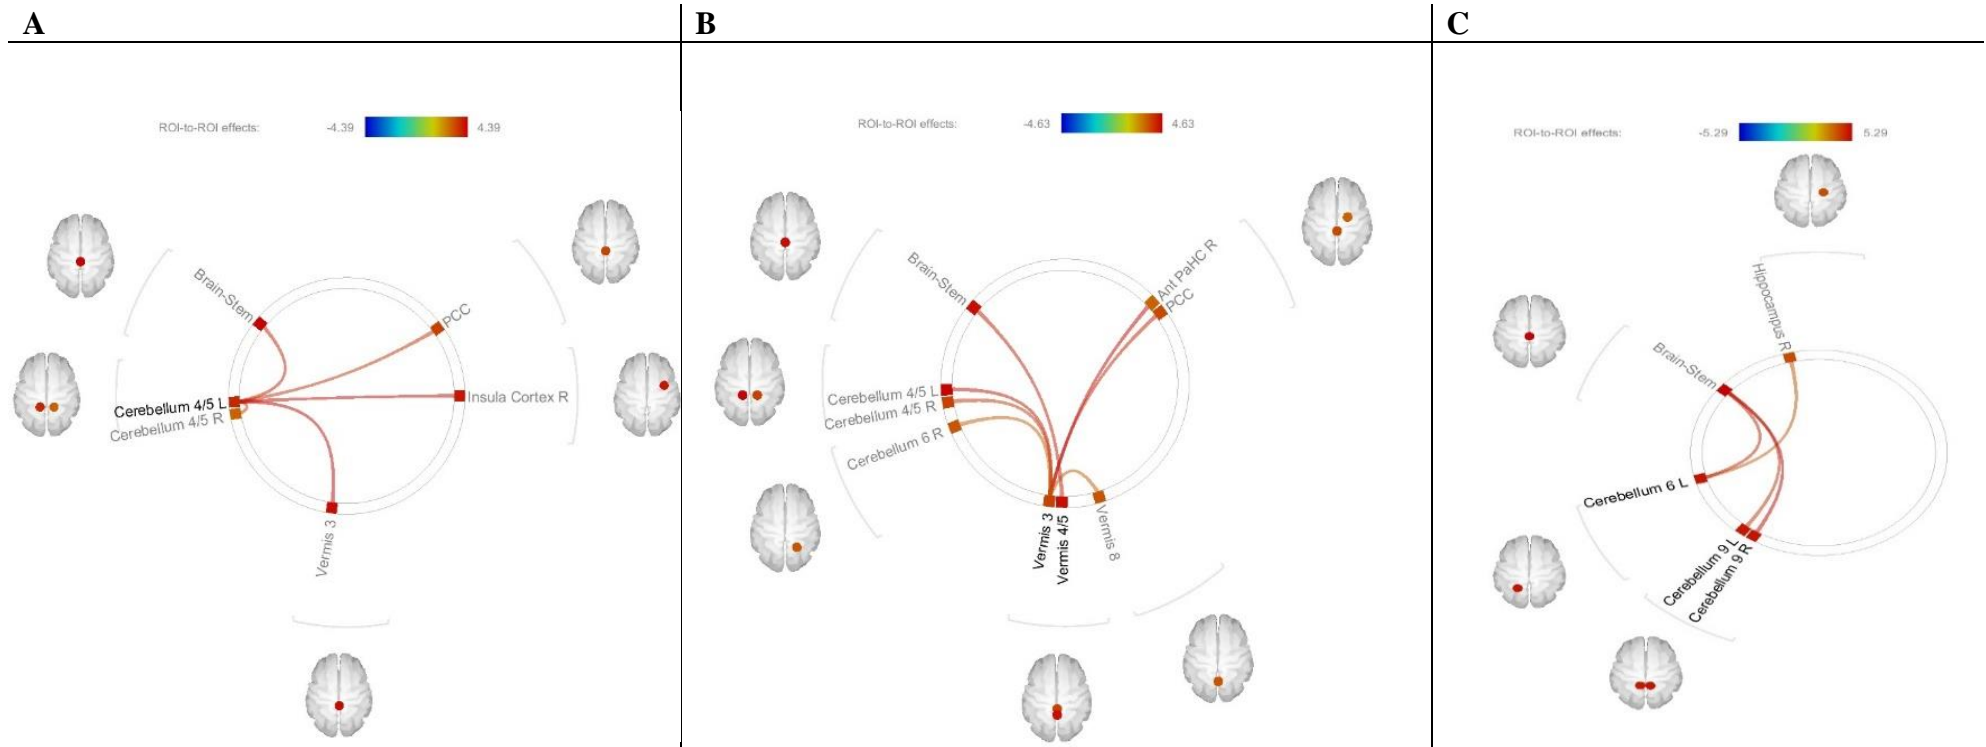 A
ROI-to-ROI effects:
-4.39
4.39
Brain-Stem
PCC
Insula Cortex R
Cerebellum 4/5 L
Cerebellum 4/5 R
Vermis 3
B
ROI-to-ROI effects:
-4.63
4.63
Brain-Stem
Ant PaHC R
PCC
Cerebellum 4/5 L
Cerebellum 4/5 R
Cerebellum 6 R
Vermis 3
Vermis 4/5
Vermis 8
C
ROI-to-ROI effects:
-5.29
5.29
Hippocampus R
Brain-Stem
Cerebellum 6 L
Cerebellum 9 L
Cerebellum 9 R